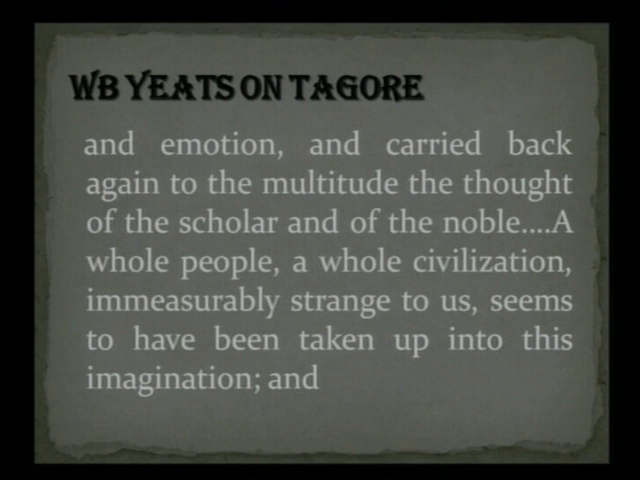 WB YEATS ON TAGORE
and emotion, and carried back
again to the multitude the thought
of the scholar and of the noble....A
whole people, a whole civilization,
immeasurably strange to us, seems
to have been taken up into this
imagination; and